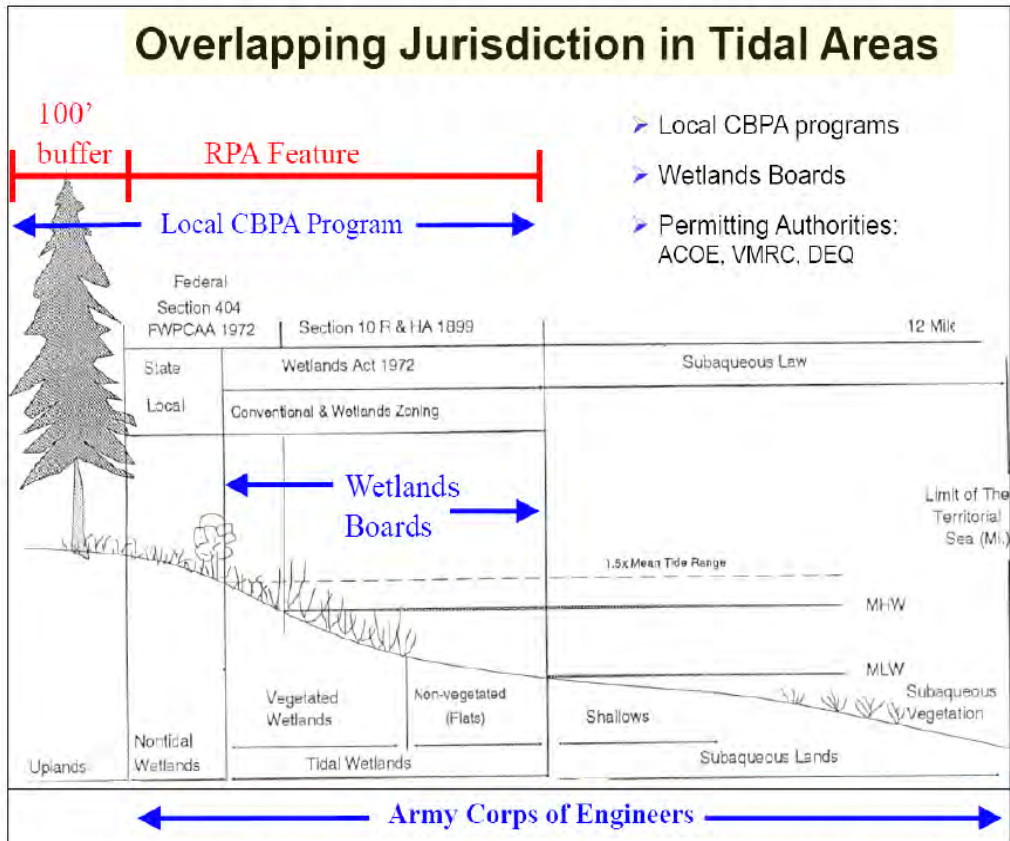 Overlapping Jurisdiction in Tidal Areas
100’
buffer
RPA Feature
Local CBPA Program
Local CBPA programs
Wetlands Boards
Permitting Authorities:
ACOE, VMRC, DEQ
Federal
Section 404
FWPCAA 1972
Section 10 R & HA 1899
12 Mile
State
Wetlands Act 1972
Subaqueous Law
Local
Conventional & Wetlands Zoning
Wetlands
Boards
Limit of The
Territorial
Sea (Mi.)
1.5x Mean Tide Range
MHW
MLW
Vegetated
Wetlands
Non-vegetated
(Flats)
Shallows
Subaqueous
Vegetation
Uplands
Nontidal
Wetlands
Tidal Wetlands
Subaqueous Lands
Army Corps of Engineers